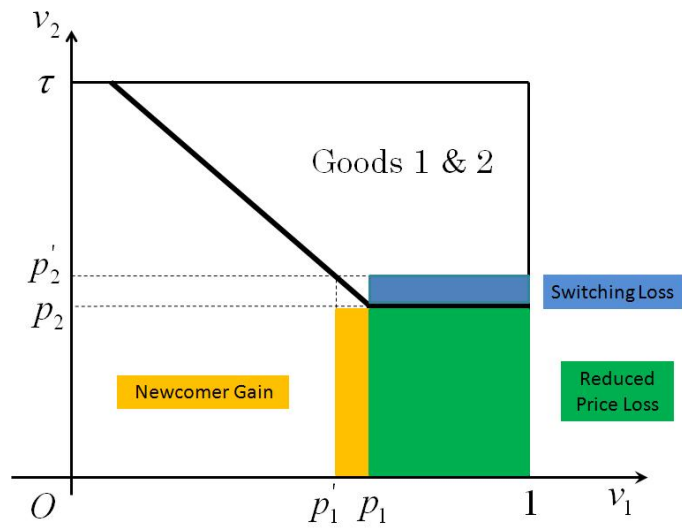 v₂
τ
Goods 1 & 2
p₂'
Switching Loss
p₂
Newcomer Gain
Reduced
Price Loss
O
p₁'
p₁
1
v₁